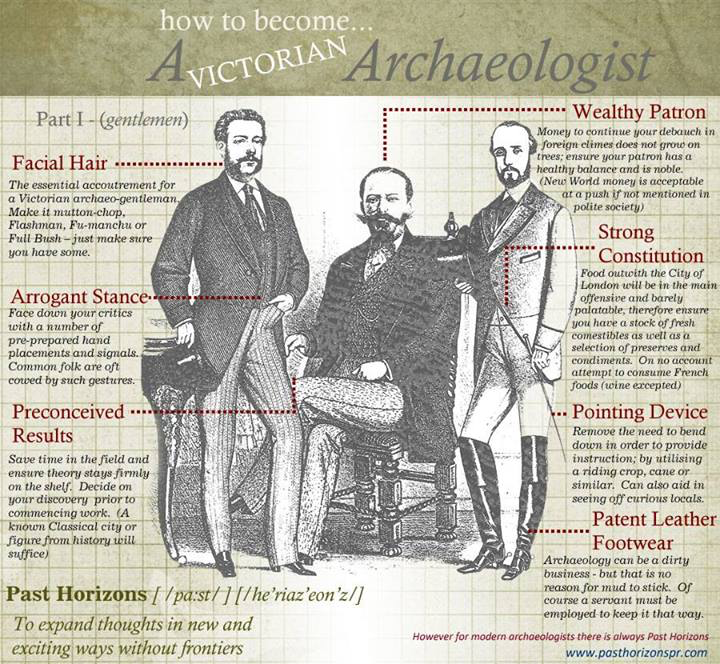 how to become...
A VICTORIAN Archaeologist
Part I - (gentlemen)
Facial Hair
The essential accoutrement for
a Victorian archaeo-gentleman.
Make it mutton-chop,
Flashman, Fu-manchu or
Full Bush – just make sure
you have some.
Arrogant Stance
Face down your critics
with a number of
pre-prepared hand
placements and signals.
Common folk are oft
cowed by such gestures.
Preconceived
Results
Save time in the field and
ensure theory stays firmly
on the shelf. Decide on
your discovery prior to
commencing work. (A
known Classical city or
figure from history will
suffice)
Wealthy Patron
Money to continue your debauch in
foreign climes does not grow on
trees; ensure your patron has a
healthy balance and is noble.
(New World money is acceptable
at a push if not mentioned in
polite society)
Strong
Constitution
Food outwith the City of
London will be in the main
offensive and barely
palatable, therefore ensure
you have a stock of fresh
comestibles as well as a
selection of preserves and
condiments. On no account
attempt to consume French
foods (wine excepted)
Pointing Device
Remove the need to bend
down in order to provide
instruction; by utilising
a riding crop, cane or
similar. Can also aid in
seeing off curious locals.
Patent Leather
Footwear
Archaeology can be a dirty
business - but that is no
reason for mud to stick. Of
course a servant must be
employed to keep it that way.
Past Horizons [ /pa:st/ ] [/he'riaz'eon'z/]
To expand thoughts in new and
exciting ways without frontiers
However for modern archaeologists there is always Past Horizons
www.pasthorizonspr.com